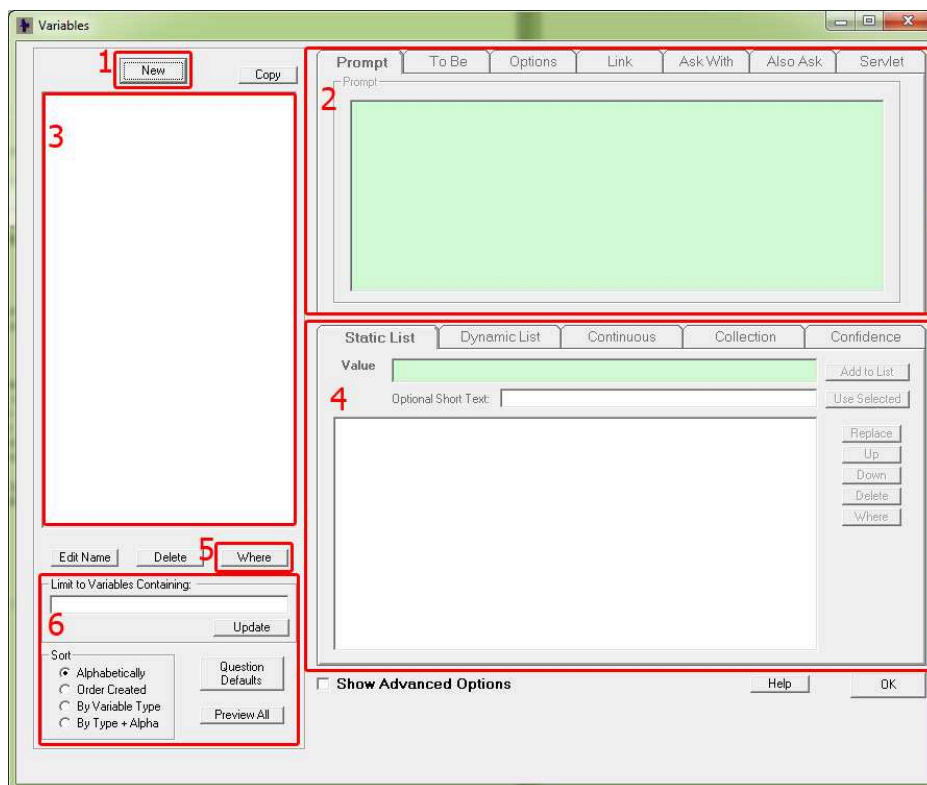 Variables
1
New
Copy
3
Edit Name
Delete
5
Where
Limit to Variables Containing:
6
Update
Sort
Alphabetically
Order Created
By Variable Type
By Type + Alpha
Question
Defaults
Preview All
Prompt
To Be
Options
Link
Ask With
Also Ask
Servlet
Prompt
2
Static List
Dynamic List
Continuous
Collection
Confidence
Value
Add to List
4
Optional Short Text:
Use Selected
Replace
Up
Down
Delete
Where
Show Advanced Options
Help
OK